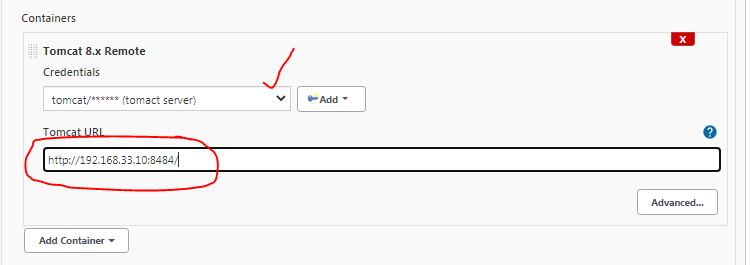 Containers
X
Tomcat 8.x Remote
Credentials
tomcat/****** (tomact server)
Add
Tomcat URL
?
http://192.168.33.10:8484/
Advanced...
Add Container